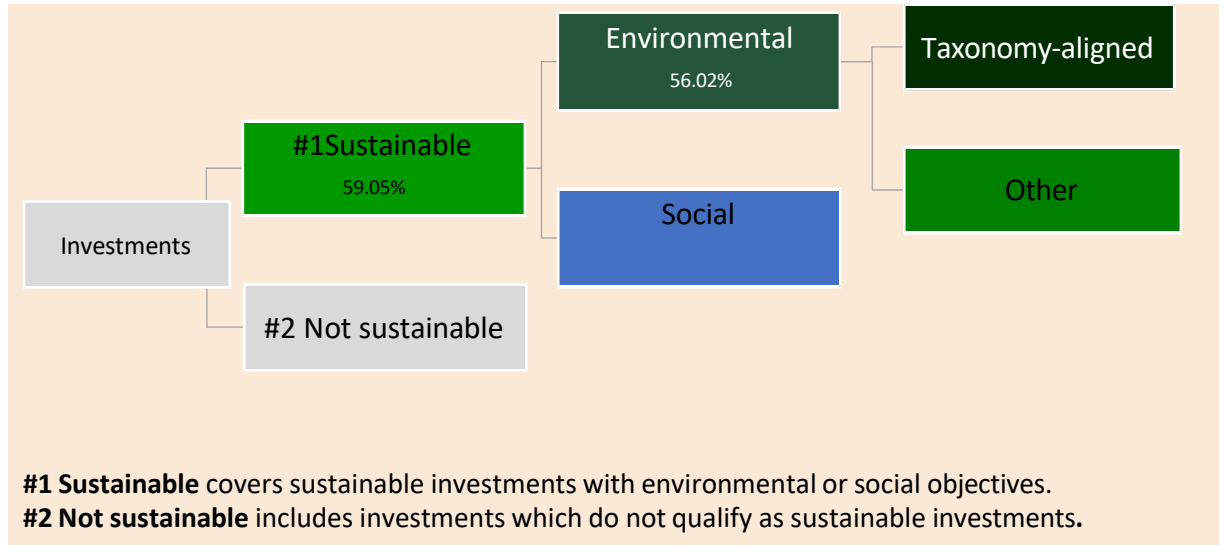 Environmental
56.02%
Taxonomy-aligned
#1Sustainable
59.05%
Social
Other
Investments
#2 Not sustainable
#1 Sustainable covers sustainable investments with environmental or social objectives.
#2 Not sustainable includes investments which do not qualify as sustainable investments.